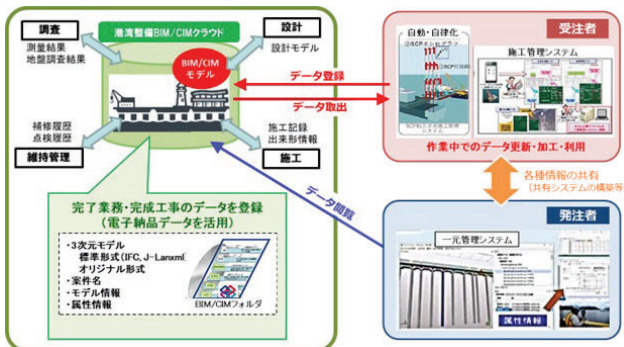 港湾整備BIM/CIMクラウド
調査
測量結果
地盤調査結果
設計
設計モデル
BIM/CIM
モデル
補修履歴
点検履歴
維持管理
施工記録
出来形情報
施工
完了業務・完成工事のデータを登録
（電子納品データを活用）
・3次元モデル
標準形式（IFC, J-Lanxml）
オリジナル形式
・案件名
・モデル情報
・属性情報
BIM/CIMフォルダ
データ登録
データ取出
データ閲覧
受注者
自動・自律化
施工管理システム
作業中でのデータ更新・加工・利用
各種情報の共有
（共有システムの構築等
発注者
一元管理システム
属性情報